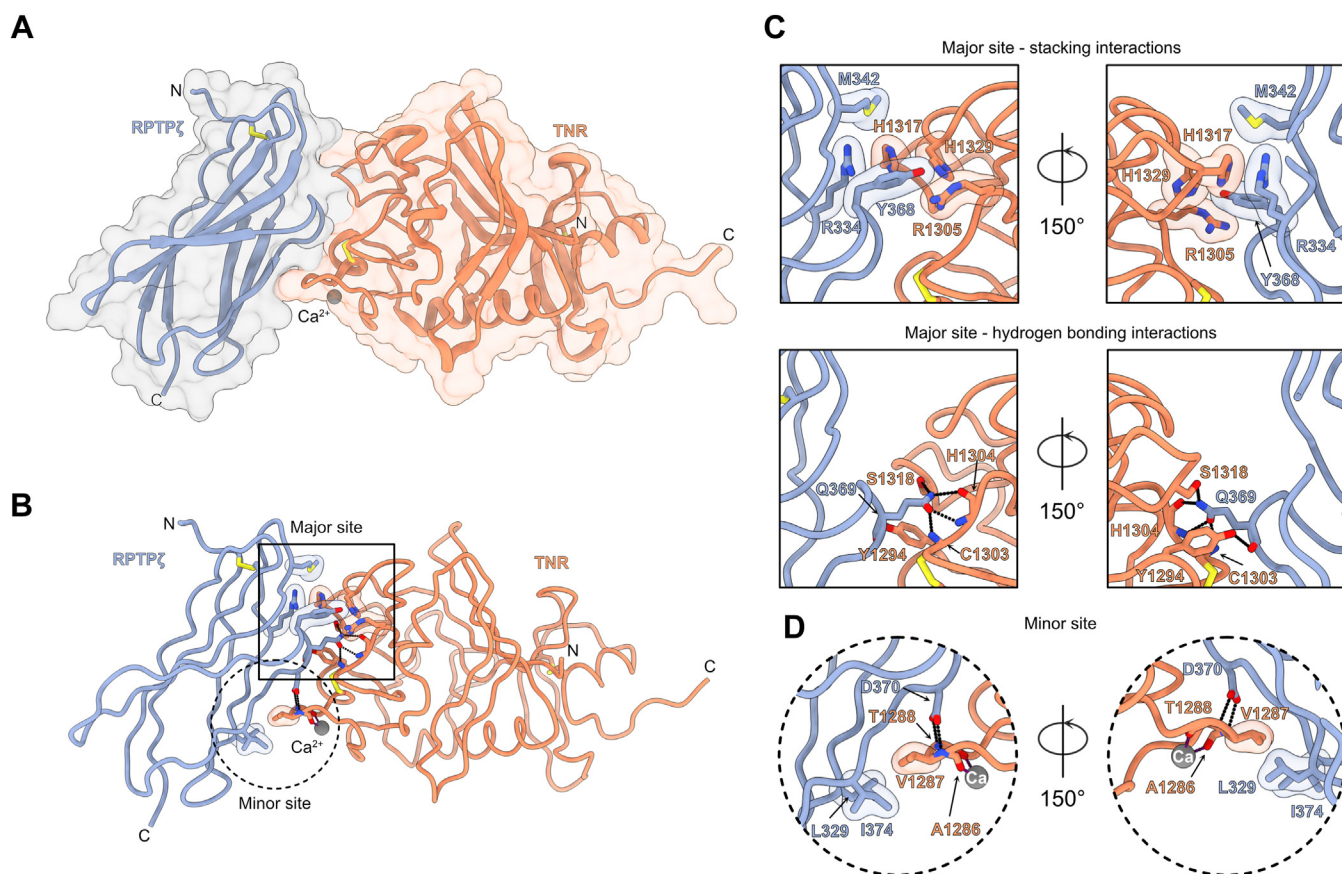 A
N
RPTPζ
TNR
N
C
Ca²⁺
C
B
N
Major site
RPTPζ
TNR
N
C
Ca²⁺
Minor site
C
C
Major site - stacking interactions
M342
H1317
H1329
Y368
R334
R1305
150°
M342
H1317
H1329
R1305
R334
Y368
Major site - hydrogen bonding interactions
H1304
S1318
Q369
Y1294
C1303
150°
S1318
Q369
H1304
Y1294
C1303
D
Minor site
D370
T1288
Ca
V1287
L329
I374
A1286
150°
D370
T1288
V1287
Ca
A1286
L329
I374